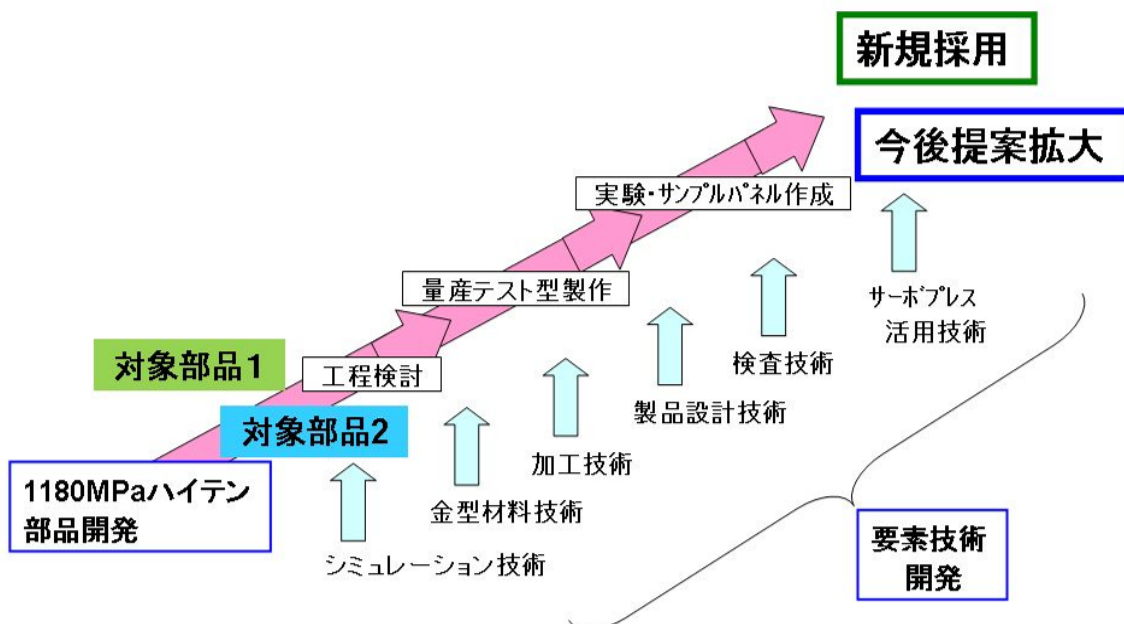 新規採用
今後提案拡大
実験・サンプルパネル作成
量産テスト型製作
サーボプレス
活用技術
対象部品1
工程検討
検査技術
対象部品2
製品設計技術
加工技術
1180MPaハイテン
部品開発
金型材料技術
シミュレーション技術
要素技術
開発